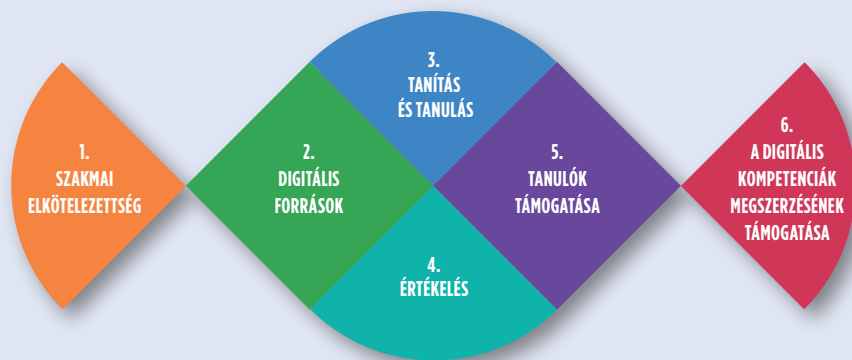 1.
SZAKMAI
ELKÖTELEZETTSÉG
2.
DIGITÁLIS
FORRÁSOK
3.
TANÍTÁS
ÉS TANULÁS
4.
ÉRTÉKELÉS
5.
TANULÓK
TÁMOGATÁSA
6.
A DIGITÁLIS
KOMPETENCIÁK
MEGSZERZÉSÉNEK
TÁMOGATÁSA